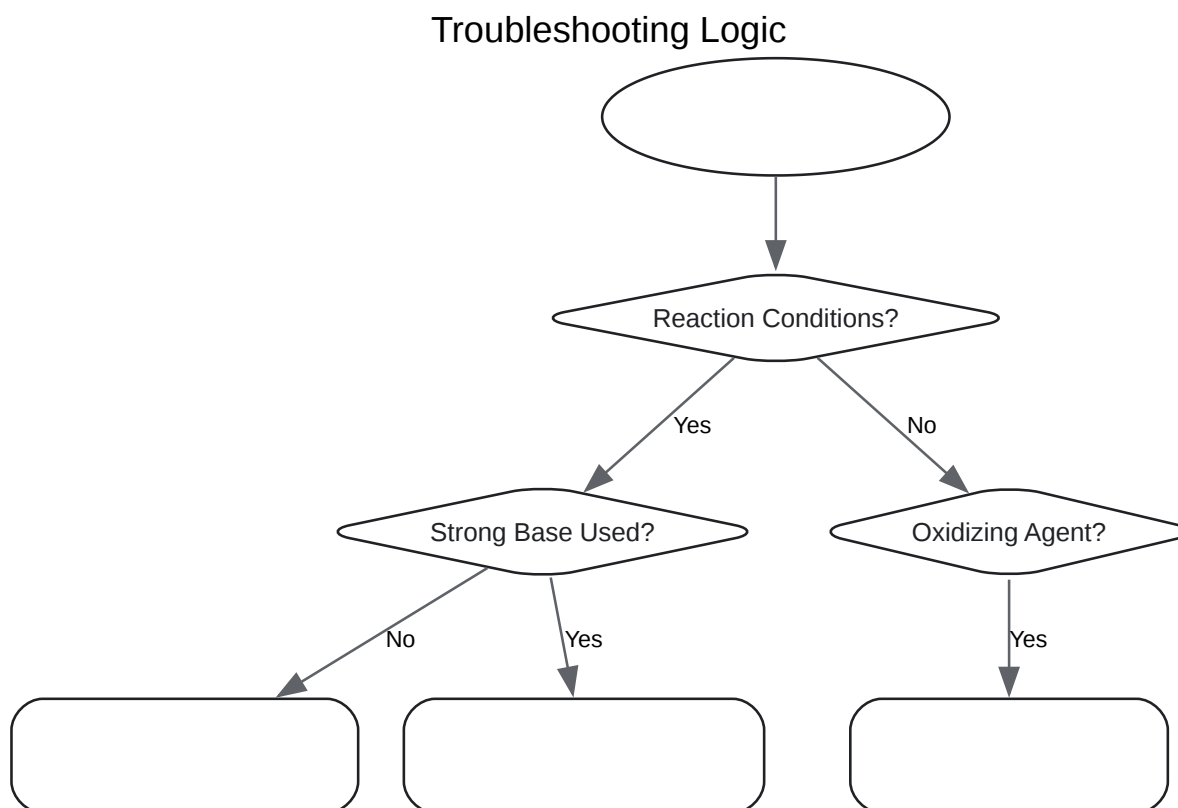 Troubleshooting Logic
Reaction Conditions?
Yes
No
Strong Base Used?
Oxidizing Agent?
No
Yes
Yes